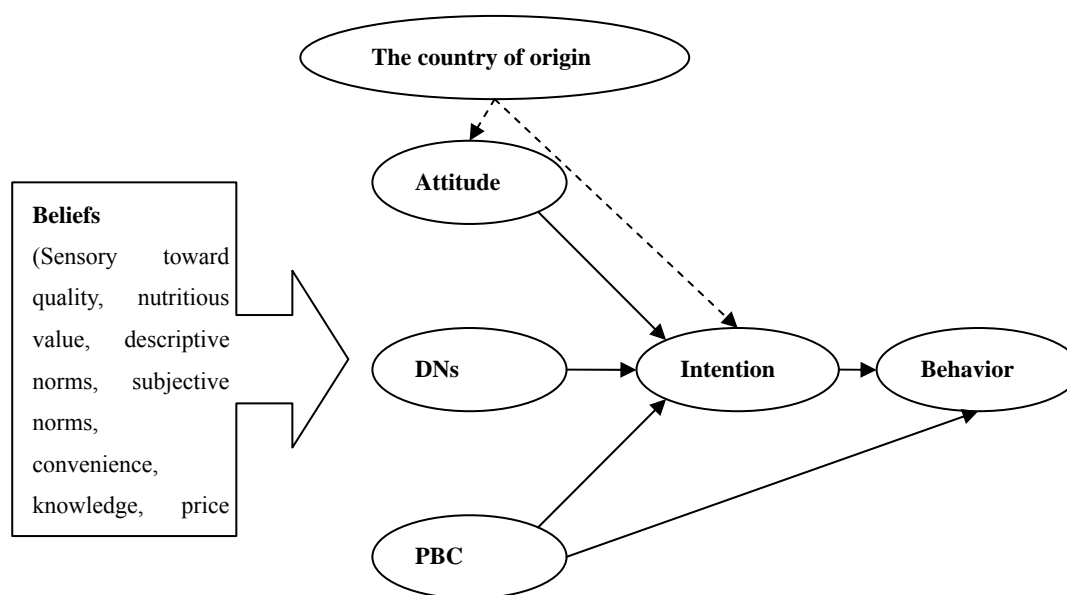 The country of origin
Attitude
Beliefs
(Sensory toward
quality, nutritious
value, descriptive
norms, subjective
norms,
convenience,
knowledge, price
DNs
Intention
Behavior
PBC